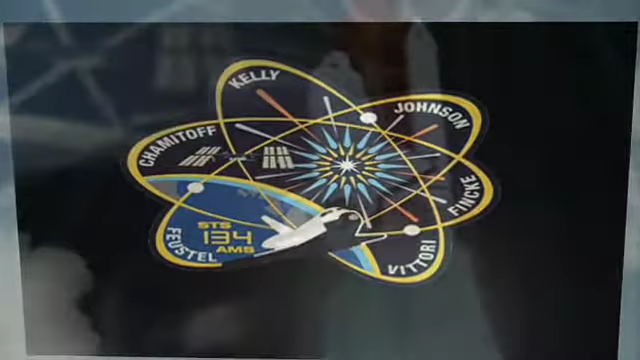 KELLY
JOHNSON
CHAMITOFF
FINCKE
FEUSTEL
STS
134
AMS
VITTORI